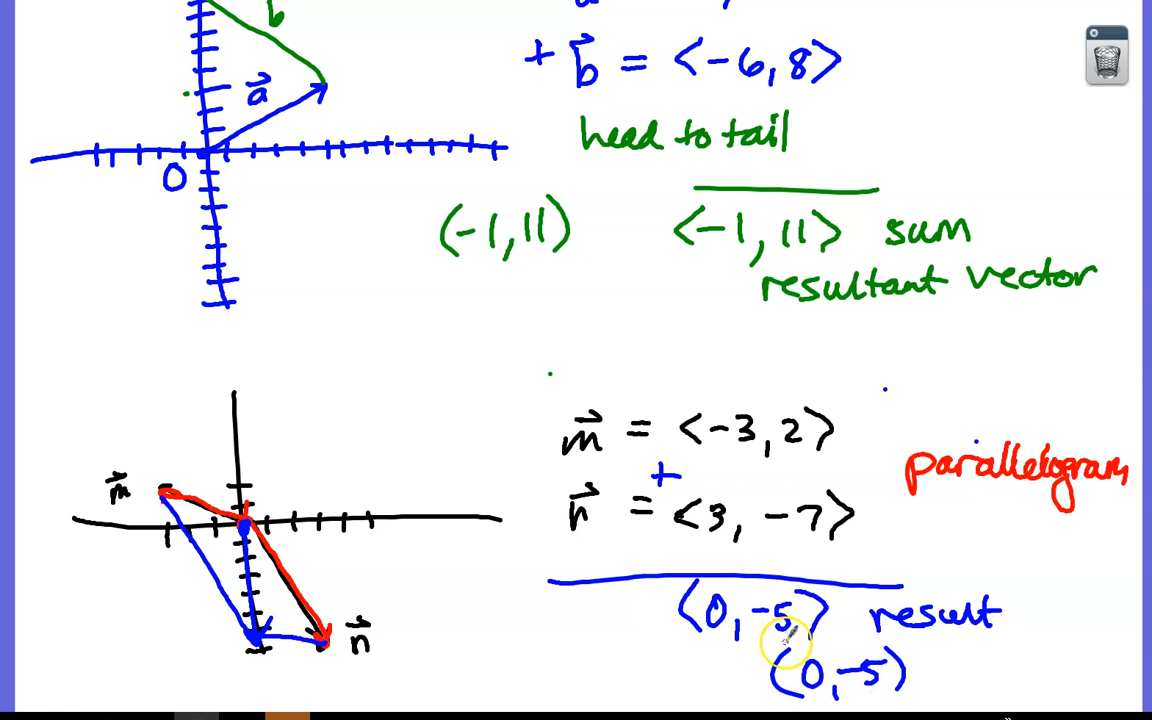 b
+ b⃗ = <-6, 8>
a⃗
head to tail
0
(-1, 11) <-1, 11> sum
resultant vector
m⃗ = <-3, 2>
parallelogram
m⃗
+
n⃗ = <3, -7>
<0, -5> result
n⃗
(0, -5)